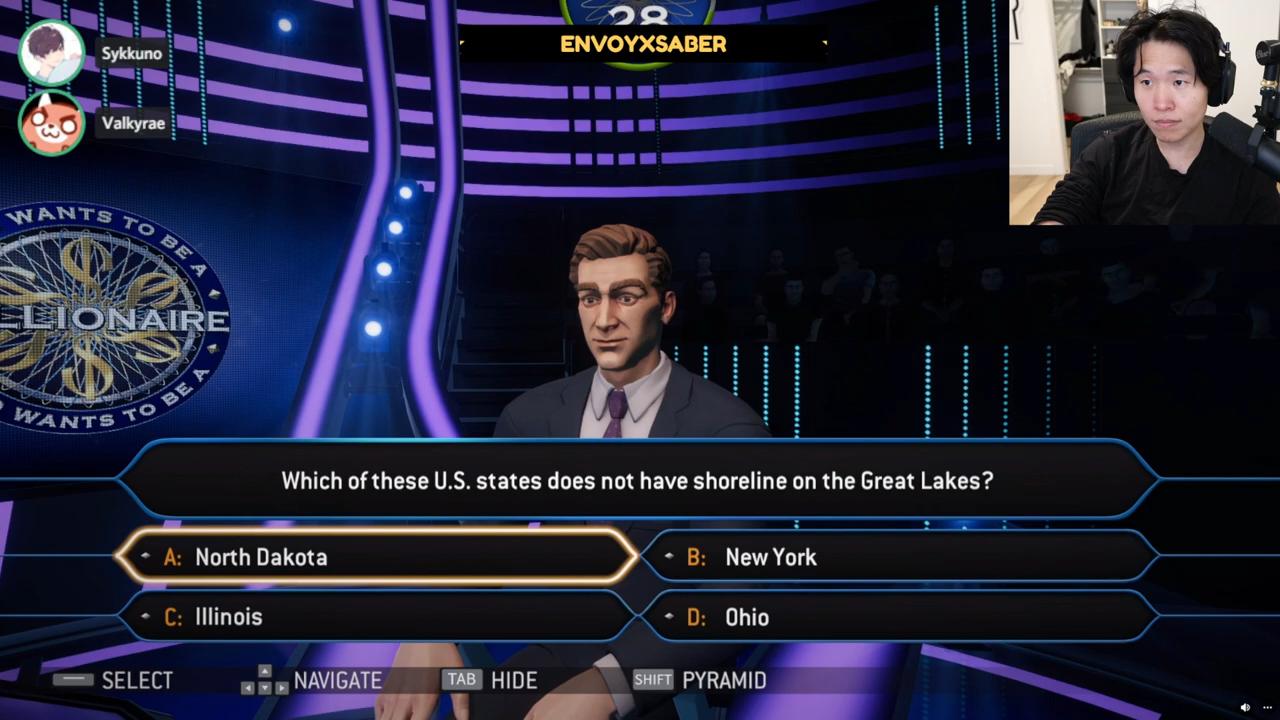 Sykkuno
Valkyrae
28
ENVOYXSABER
WANTS TO BE A
LLIONAIRE
WANTS TO BE A
Which of these U.S. states does not have shoreline on the Great Lakes?
A: North Dakota
B: New York
C: Illinois
D: Ohio
SELECT
NAVIGATE
TAB HIDE
SHIFT PYRAMID